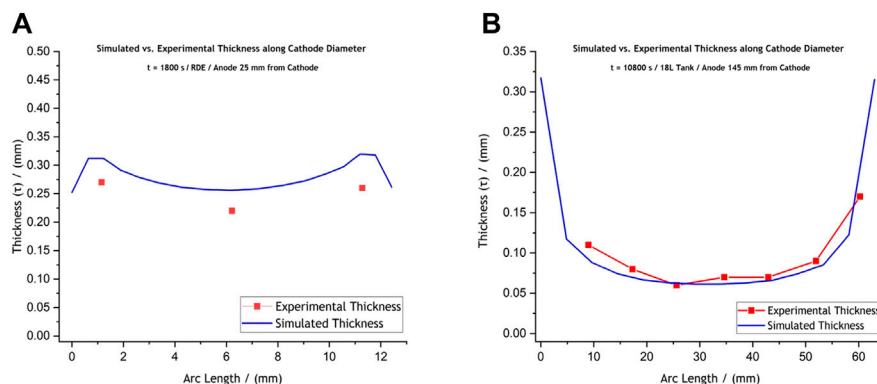 A
Simulated vs. Experimental Thickness along Cathode Diameter
t = 1800 s / RDE / Anode 25 mm from Cathode
Thickness (τ) / (mm)
0.50
0.45
0.40
0.35
0.30
0.25
0.20
0.15
0.10
0.05
0.00
Experimental Thickness
Simulated Thickness
0 2 4 6 8 10 12
Arc Length / (mm)
B
Simulated vs. Experimental Thickness along Cathode Diameter
t = 10800 s / 18L Tank / Anode 145 mm from Cathode
Thickness (τ) / (mm)
0.35
0.30
0.25
0.20
0.15
0.10
0.05
0.00
Experimental Thickness
Simulated Thickness
0 10 20 30 40 50 60
Arc Length / (mm)